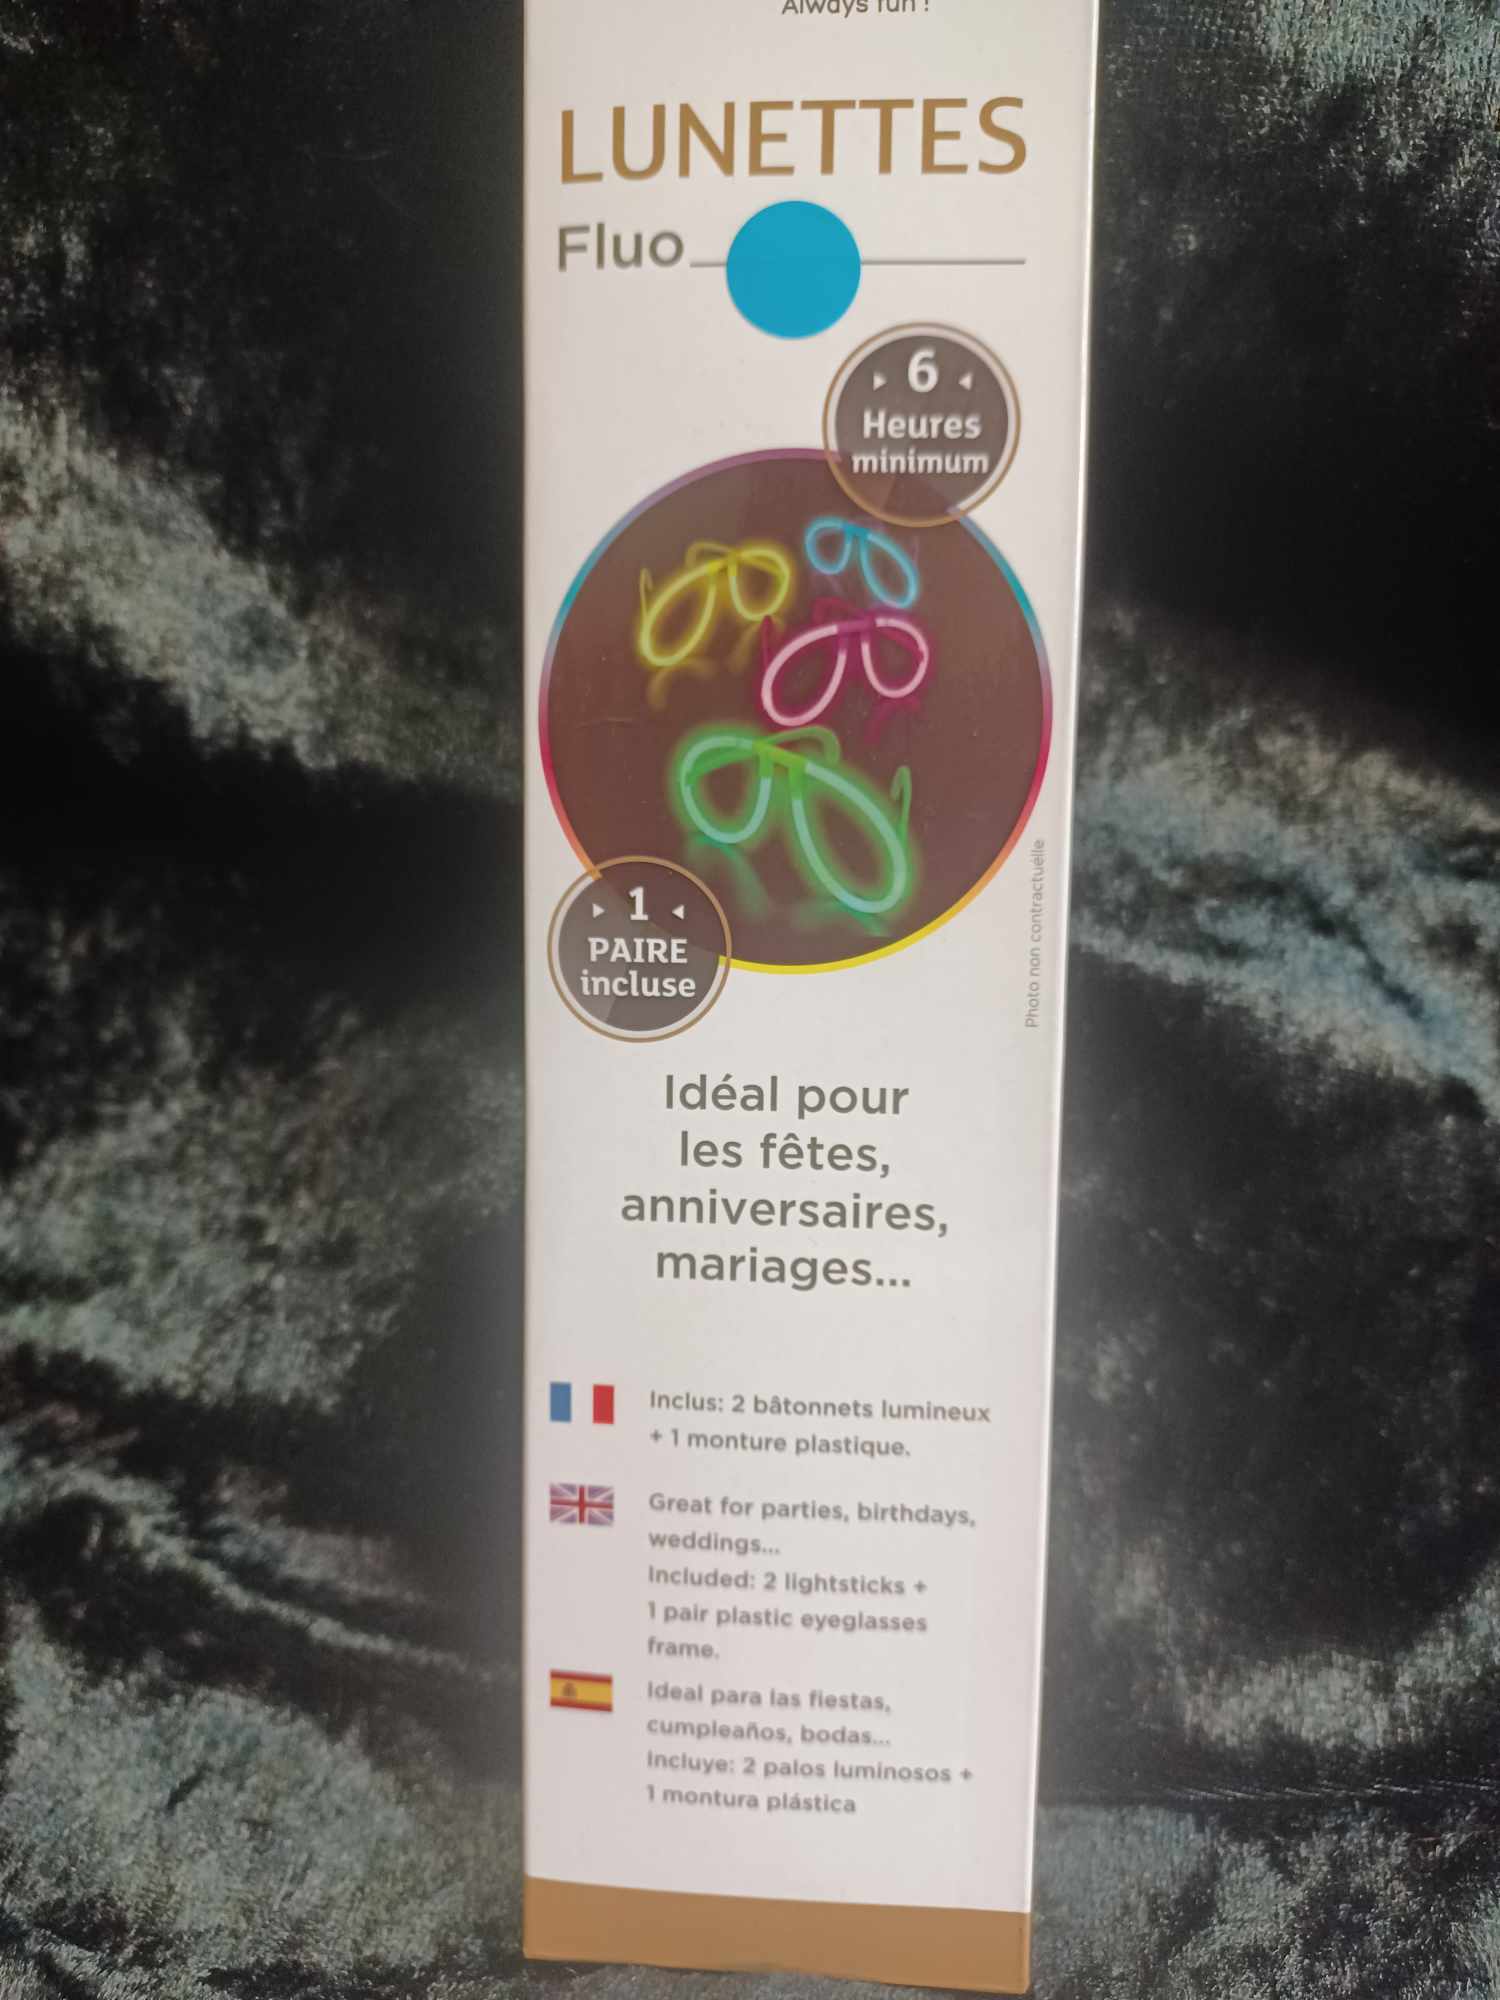 Always fun !
LUNETTES
Fluo
6
Heures
minimum
1
PAIRE
incluse
Photo non contractuelle
Idéal pour
les fêtes,
anniversaires,
mariages...
Inclus: 2 bâtonnets lumineux
+ 1 monture plastique.
Great for parties, birthdays,
weddings...
Included: 2 lightsticks +
1 pair plastic eyeglasses
frame.
Ideal para las fiestas,
cumpleaños, bodas...
Incluye: 2 palos luminosos +
1 montura plástica